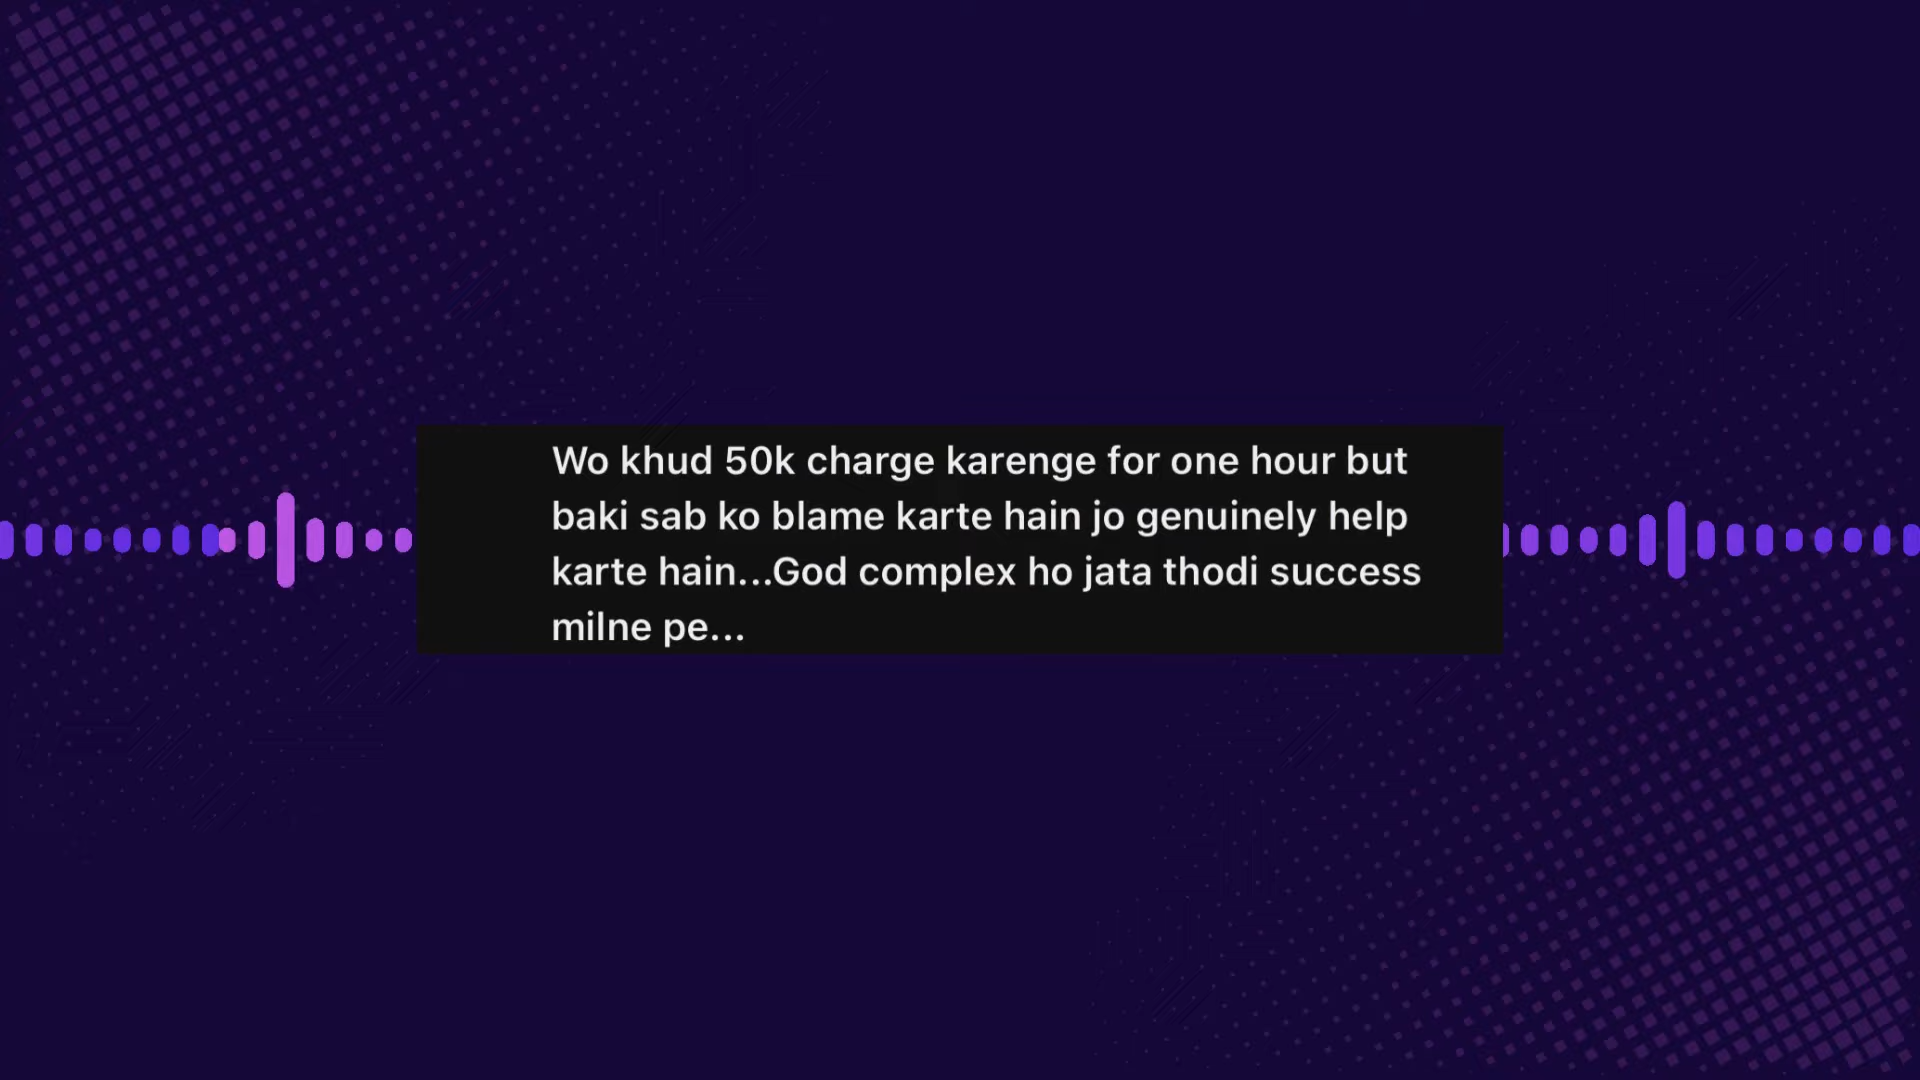 Wo khud 50k charge karenge for one hour but
baki sab ko blame karte hain jo genuinely help
karte hain...God complex ho jata thodi success
milne pe...